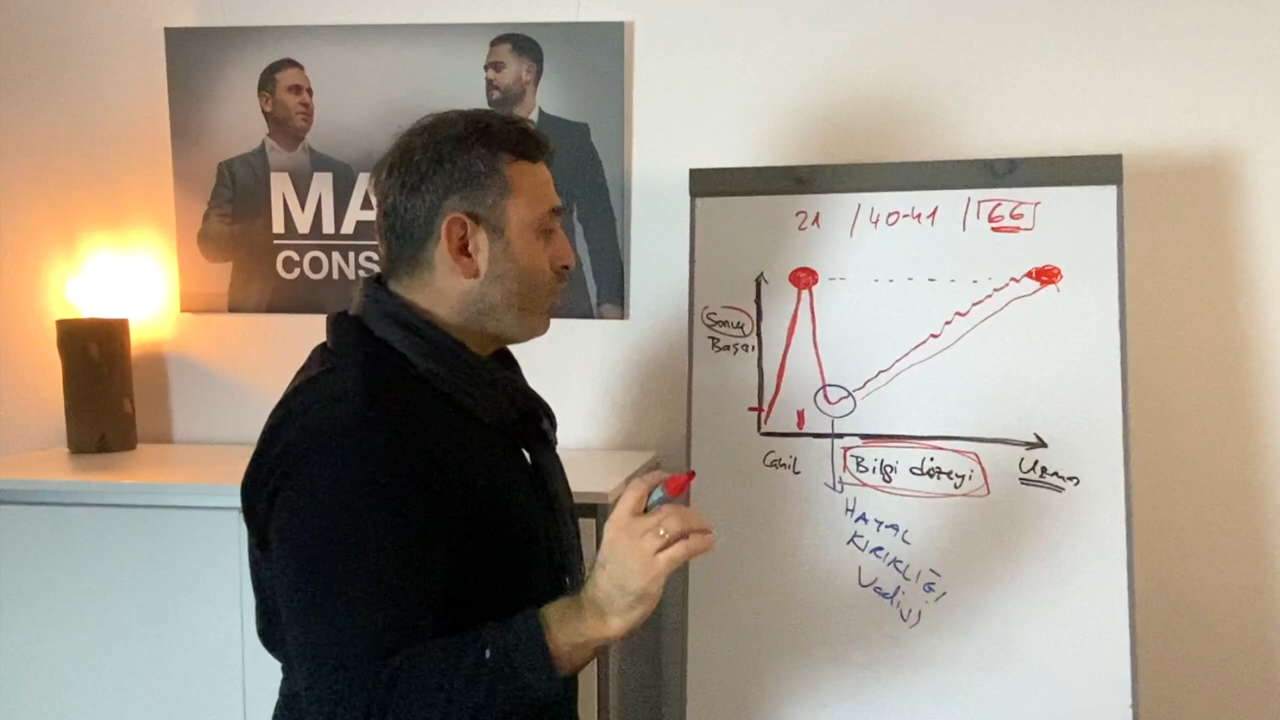 MA
CONS
21 / 40-41 / 66
Sonuç
Başarı
Cahil
Bilgi düzeyi
Uzman
HAYAL
KIRIKLIĞI
Vadisi